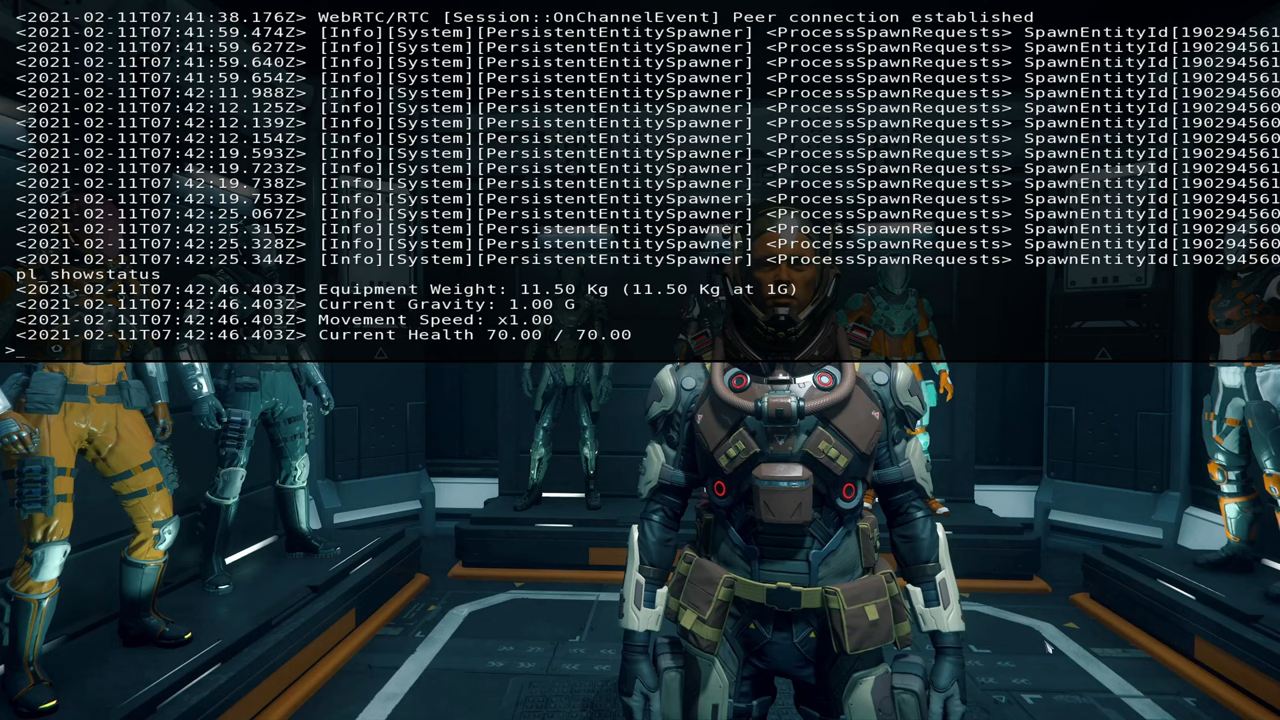 <2021-02-11T07:41:38.176Z> WebRTC/RTC [Session::OnChannelEvent] Peer connection established
<2021-02-11T07:41:59.474Z> [Info][System][PersistentEntitySpawner] <ProcessSpawnRequests> SpawnEntityId[190294561
<2021-02-11T07:41:59.627Z> [Info][System][PersistentEntitySpawner] <ProcessSpawnRequests> SpawnEntityId[190294561
<2021-02-11T07:41:59.640Z> [Info][System][PersistentEntitySpawner] <ProcessSpawnRequests> SpawnEntityId[190294561
<2021-02-11T07:41:59.654Z> [Info][System][PersistentEntitySpawner] <ProcessSpawnRequests> SpawnEntityId[190294561
<2021-02-11T07:42:11.988Z> [Info][System][PersistentEntitySpawner] <ProcessSpawnRequests> SpawnEntityId[190294560
<2021-02-11T07:42:12.125Z> [Info][System][PersistentEntitySpawner] <ProcessSpawnRequests> SpawnEntityId[190294560
<2021-02-11T07:42:12.139Z> [Info][System][PersistentEntitySpawner] <ProcessSpawnRequests> SpawnEntityId[190294560
<2021-02-11T07:42:12.154Z> [Info][System][PersistentEntitySpawner] <ProcessSpawnRequests> SpawnEntityId[190294560
<2021-02-11T07:42:19.593Z> [Info][System][PersistentEntitySpawner] <ProcessSpawnRequests> SpawnEntityId[190294561
<2021-02-11T07:42:19.723Z> [Info][System][PersistentEntitySpawner] <ProcessSpawnRequests> SpawnEntityId[190294561
<2021-02-11T07:42:19.738Z> [Info][System][PersistentEntitySpawner] <ProcessSpawnRequests> SpawnEntityId[190294561
<2021-02-11T07:42:19.753Z> [Info][System][PersistentEntitySpawner] <ProcessSpawnRequests> SpawnEntityId[190294561
<2021-02-11T07:42:25.067Z> [Info][System][PersistentEntitySpawner] <ProcessSpawnRequests> SpawnEntityId[190294560
<2021-02-11T07:42:25.315Z> [Info][System][PersistentEntitySpawner] <ProcessSpawnRequests> SpawnEntityId[190294560
<2021-02-11T07:42:25.328Z> [Info][System][PersistentEntitySpawner] <ProcessSpawnRequests> SpawnEntityId[190294560
<2021-02-11T07:42:25.344Z> [Info][System][PersistentEntitySpawner] <ProcessSpawnRequests> SpawnEntityId[190294560
pl_showstatus
<2021-02-11T07:42:46.403Z> Equipment Weight: 11.50 Kg (11.50 Kg at 1G)
<2021-02-11T07:42:46.403Z> Current Gravity: 1.00 G
<2021-02-11T07:42:46.403Z> Movement Speed: x1.00
<2021-02-11T07:42:46.403Z> Current Health 70.00 / 70.00
>_